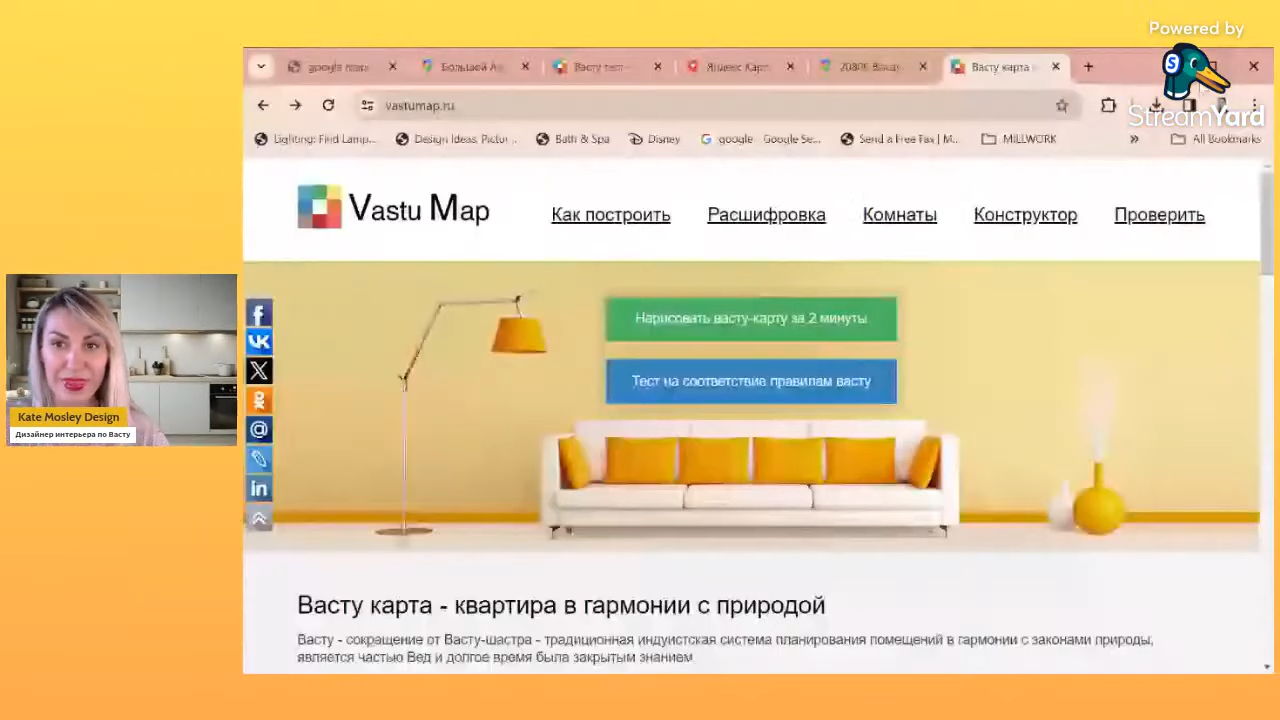 Powered by
StreamYard
Васту тест
Яндекс Карт
Васту карта
vastumap.ru
Lighting: Find Lamp...
Design Ideas, Pictur...
Bath & Spa
Disney
google - Google Se...
Send a Free Fax | M...
MILLWORK
»
All Bookmarks
Vastu Map
Как построить
Расшифровка
Комнаты
Конструктор
Проверить
Нарисовать васту-карту за 2 минуты
Тест на соответствие правилам васту
Kate Mosley Design
Дизайнер интерьера по Васту
Васту карта - квартира в гармонии с природой
Васту - сокращение от Васту-шастра - традиционная индуистская система планирования помещений в гармонии с законами природы,
является частью Вед и долгое время была закрытым знанием